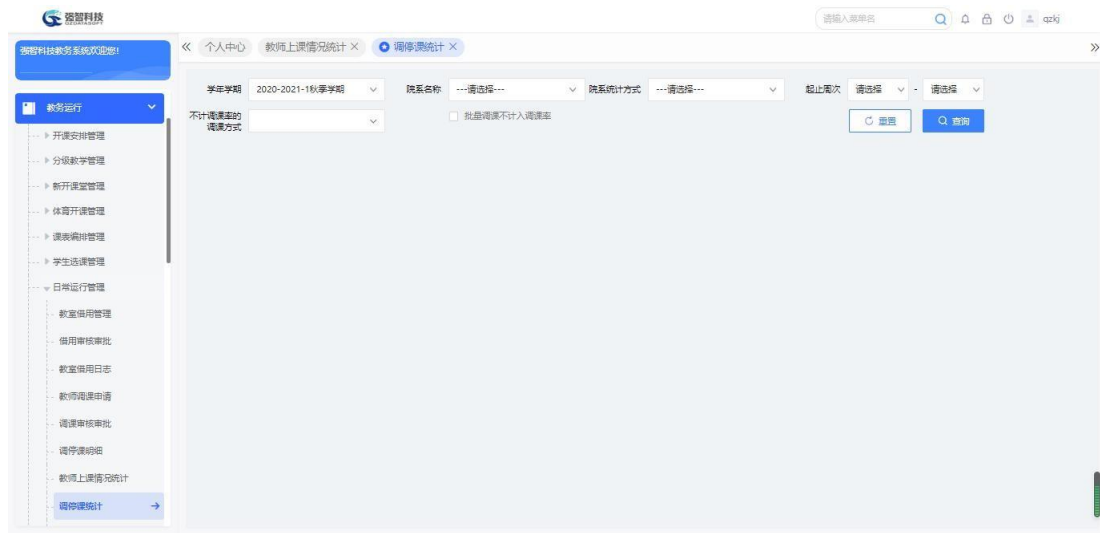 强智科技
QZDATASOFT
请输入菜单名
qzkj
强智科技教务系统欢迎您!
个人中心
教师上课情况统计
调停课统计
教务运行
开课安排管理
分级教学管理
新开课堂管理
体育开课管理
课表编排管理
学生选课管理
日常运行管理
教室借用管理
借用审核审批
教室借用日志
教师调课申请
调课审核审批
调停课明细
教师上课情况统计
调停课统计
学年学期 2020-2021-1秋季学期 院系名称 ---请选择--- 院系统计方式 ---请选择--- 起止周次 请选择 - 请选择
不计调课率的
调课方式
批量调课不计入调课率
重置 查询